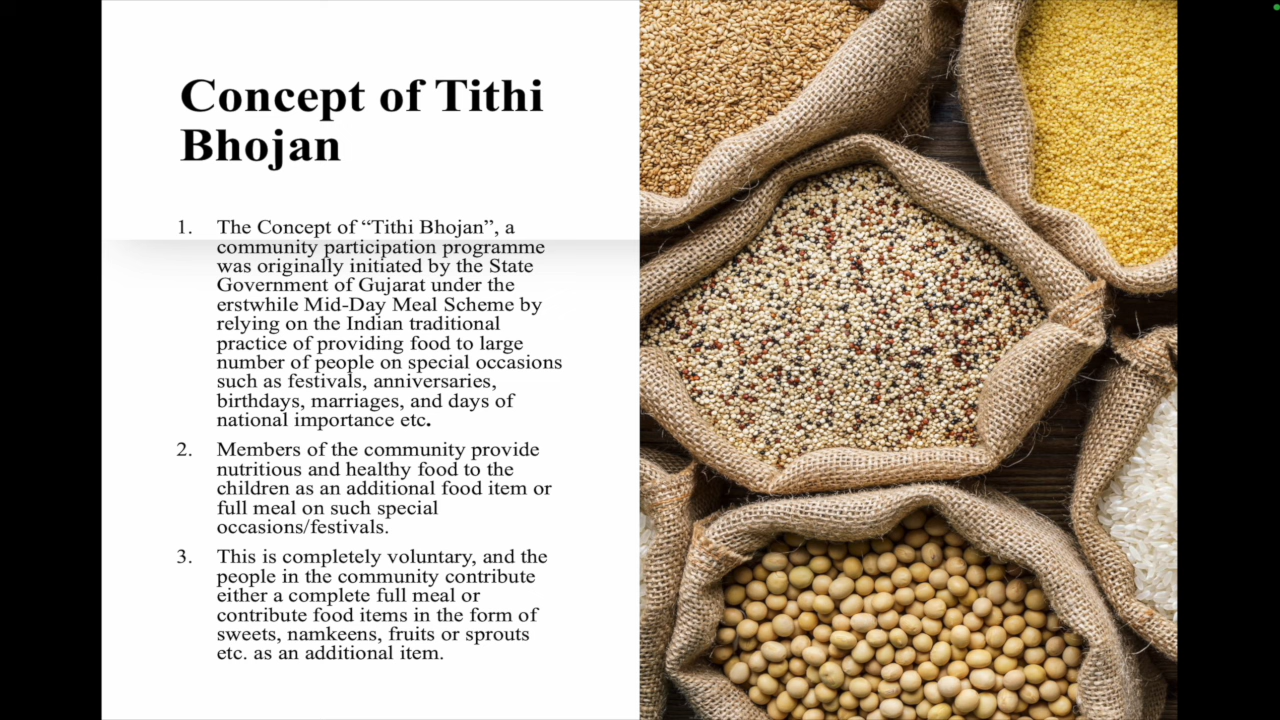 Concept of Tithi
Bhojan
1. The Concept of “Tithi Bhojan”, a
community participation programme
was originally initiated by the State
Government of Gujarat under the
erstwhile Mid-Day Meal Scheme by
relying on the Indian traditional
practice of providing food to large
number of people on special occasions
such as festivals, anniversaries,
birthdays, marriages, and days of
national importance etc.
2. Members of the community provide
nutritious and healthy food to the
children as an additional food item or
full meal on such special
occasions/festivals.
3. This is completely voluntary, and the
people in the community contribute
either a complete full meal or
contribute food items in the form of
sweets, namkeens, fruits or sprouts
etc. as an additional item.